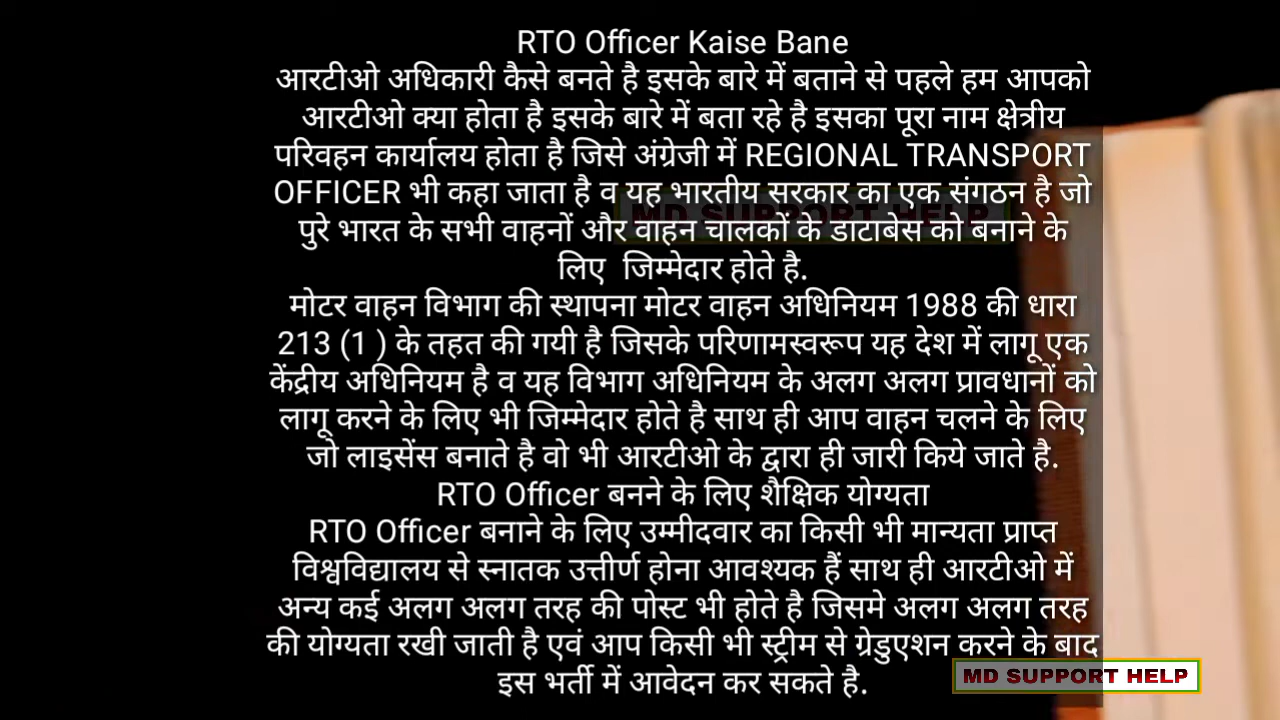 RTO Officer Kaise Bane
आरटीओ अधिकारी कैसे बनते है इसके बारे में बताने से पहले हम आपको
आरटीओ क्या होता है इसके बारे में बता रहे है इसका पूरा नाम क्षेत्रीय
परिवहन कार्यालय होता है जिसे अंग्रेजी में REGIONAL TRANSPORT
OFFICER भी कहा जाता है व यह भारतीय सरकार का एक संगठन है जो
MD SUPPORT HELP
पुरे भारत के सभी वाहनों और वाहन चालकों के डाटाबेस को बनाने के
लिए  जिम्मेदार होते है.
मोटर वाहन विभाग की स्थापना मोटर वाहन अधिनियम 1988 की धारा
213 (1 ) के तहत की गयी है जिसके परिणामस्वरूप यह देश में लागू एक
केंद्रीय अधिनियम है व यह विभाग अधिनियम के अलग अलग प्रावधानों को
लागू करने के लिए भी जिम्मेदार होते है साथ ही आप वाहन चलने के लिए
जो लाइसेंस बनाते है वो भी आरटीओ के द्वारा ही जारी किये जाते है.
RTO Officer बनने के लिए शैक्षिक योग्यता
RTO Officer बनाने के लिए उम्मीदवार का किसी भी मान्यता प्राप्त
विश्वविद्यालय से स्नातक उत्तीर्ण होना आवश्यक हैं साथ ही आरटीओ में
अन्य कई अलग अलग तरह की पोस्ट भी होते है जिसमे अलग अलग तरह
की योग्यता रखी जाती है एवं आप किसी भी स्ट्रीम से ग्रेडुएशन करने के बाद
इस भर्ती में आवेदन कर सकते है.
MD SUPPORT HELP